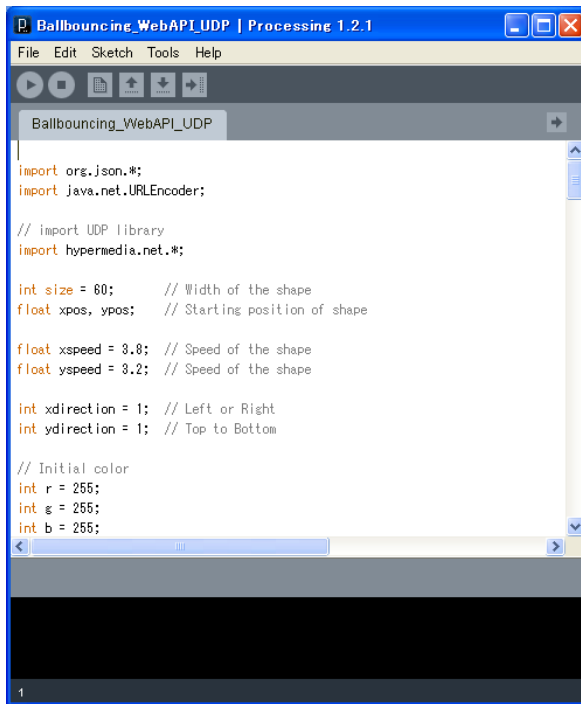 Ballbouncing_WebAPI_UDP | Processing 1.2.1
File Edit Sketch Tools Help
Ballbouncing_WebAPI_UDP
import org.json.*;
import java.net.URLEncoder;
// import UDP library
import hypermedia.net.*;
int size = 60; // Width of the shape
float xpos, ypos; // Starting position of shape
float xspeed = 3.8; // Speed of the shape
float yspeed = 3.2; // Speed of the shape
int xdirection = 1; // Left or Right
int ydirection = 1; // Top to Bottom
// Initial color
int r = 255;
int g = 255;
int b = 255;
1